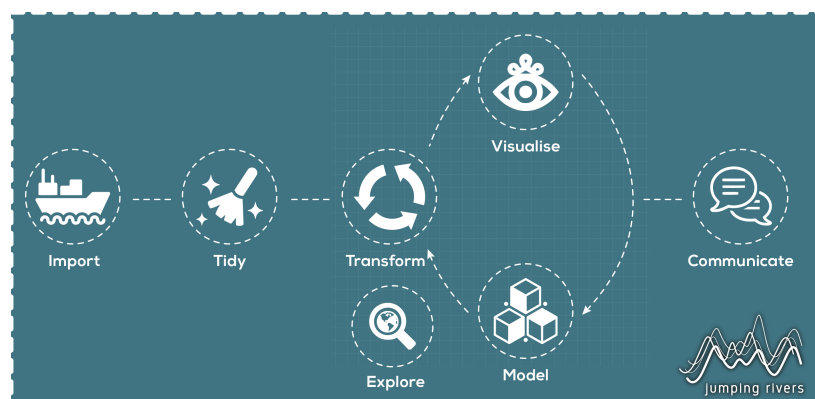 Visualise
Import
Tidy
Transform
Communicate
Explore
Model
jumping rivers